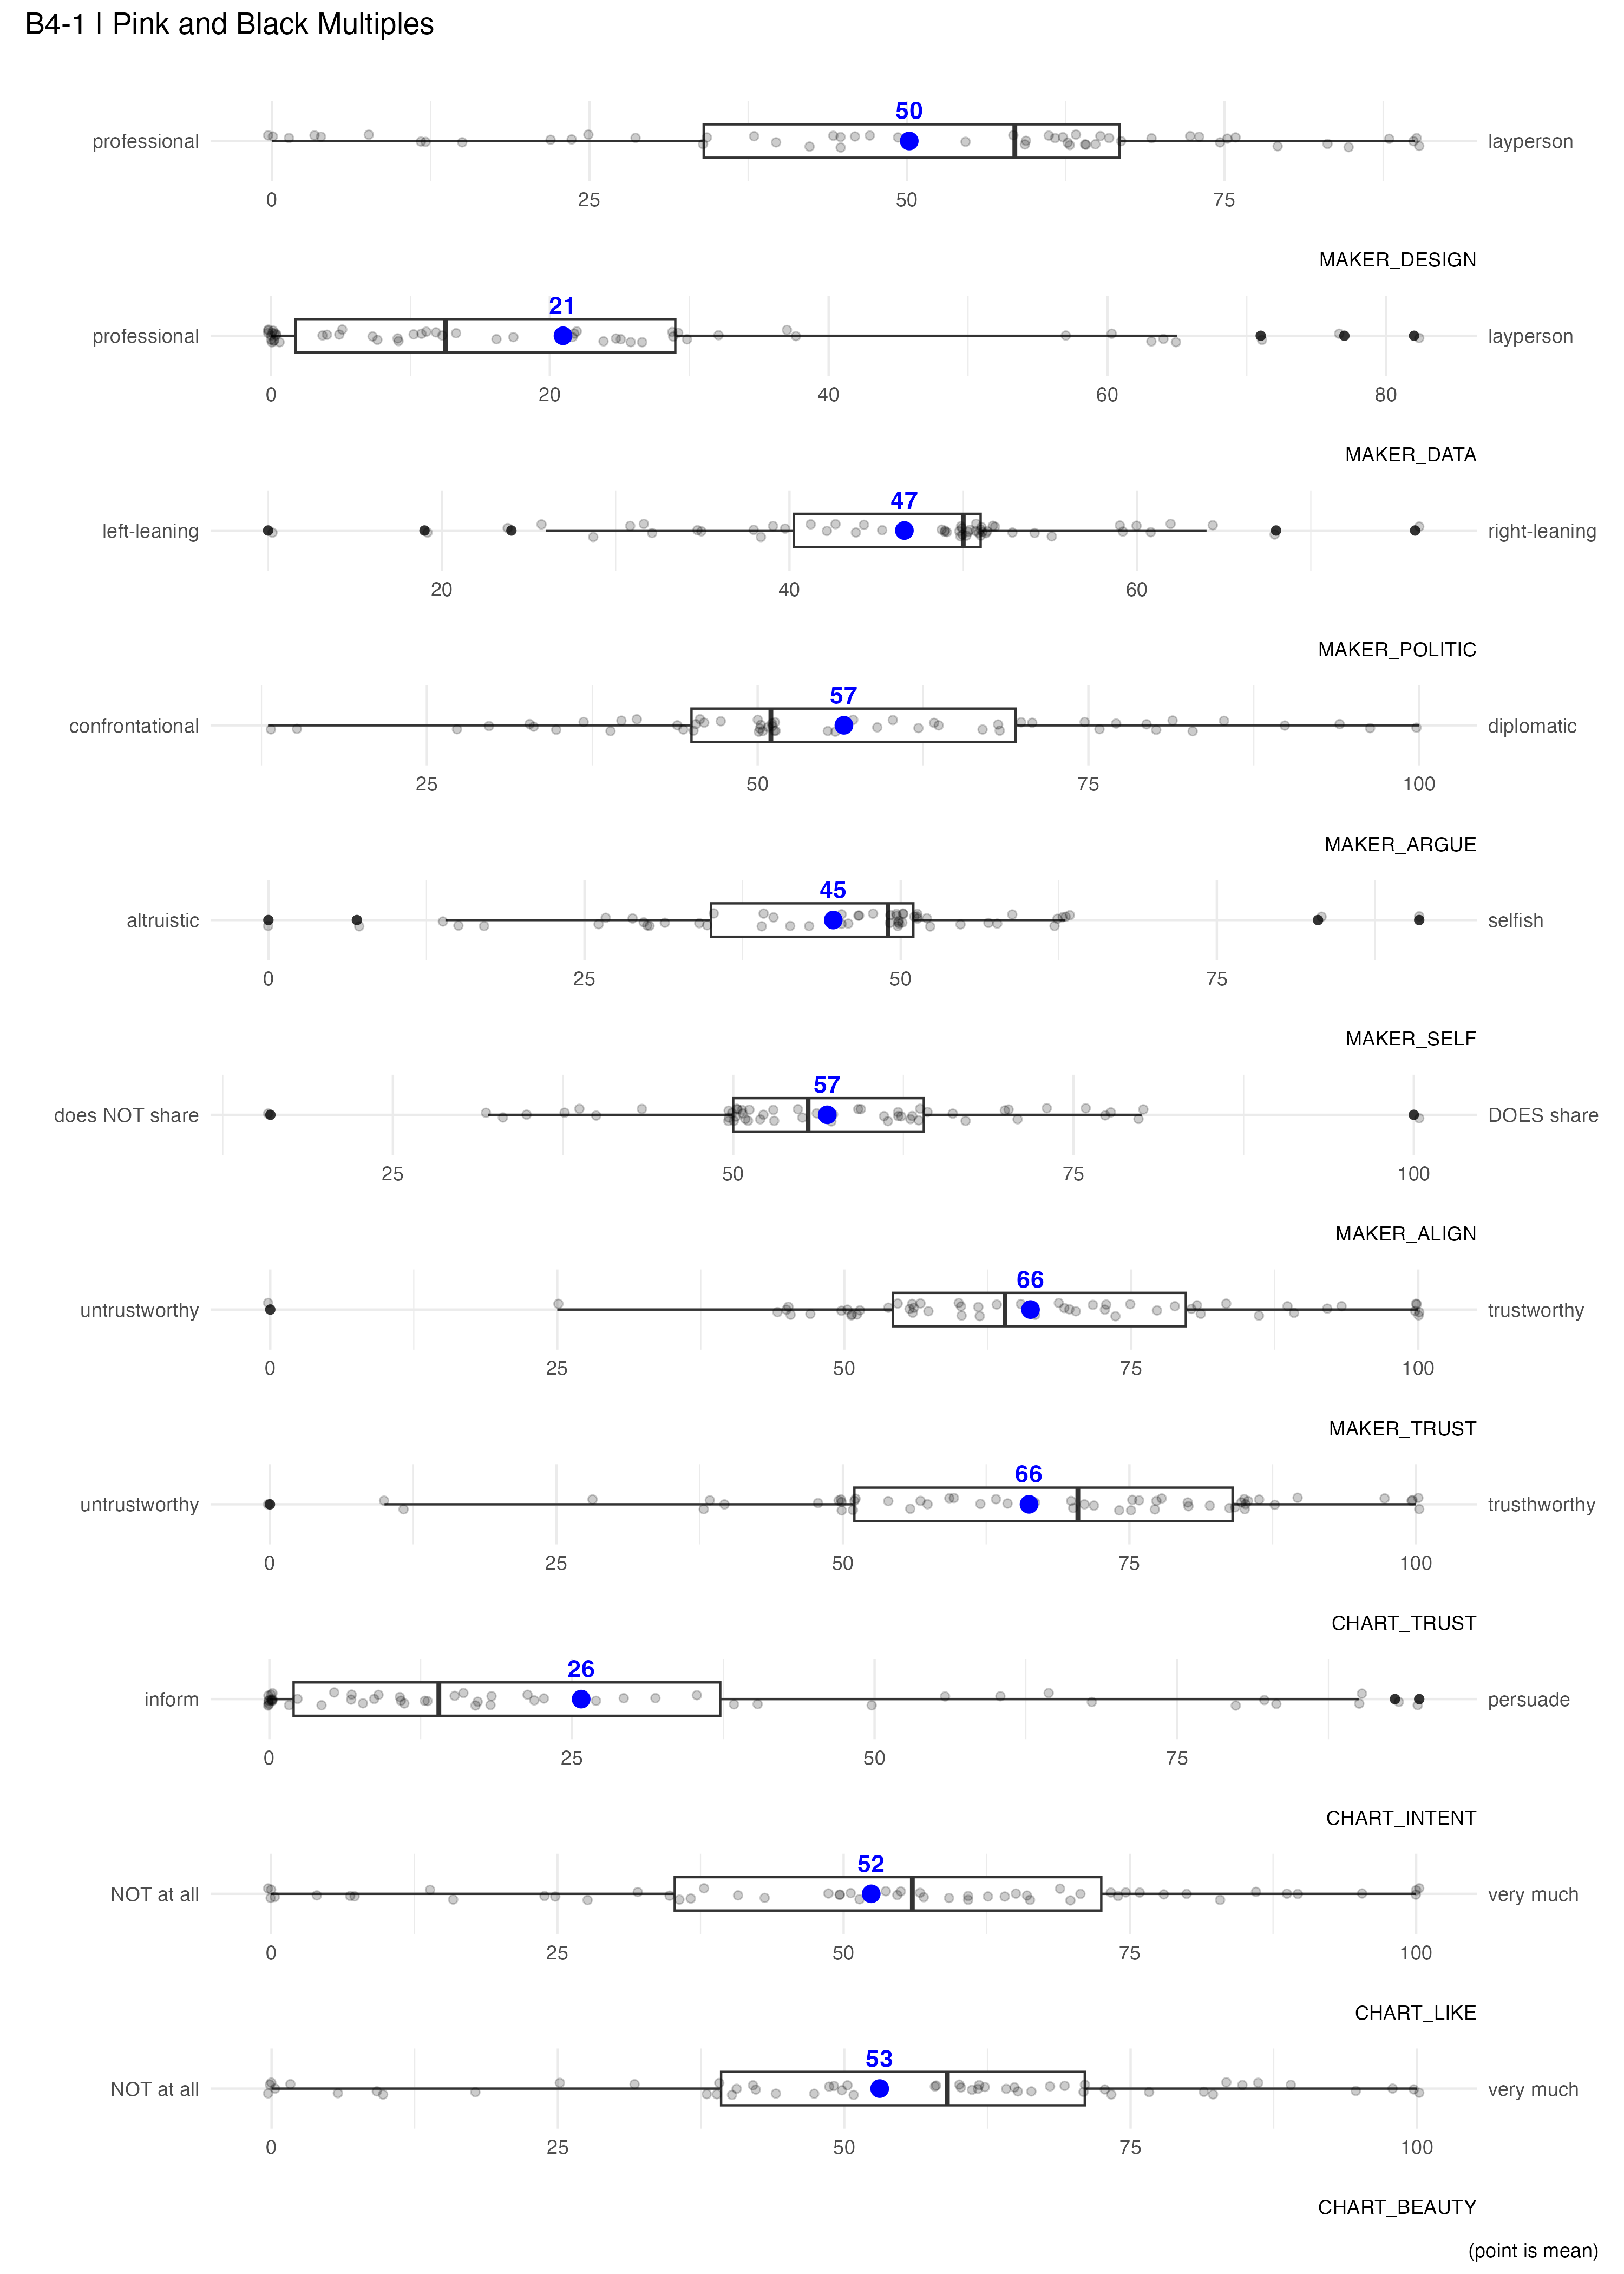 B4-1 | Pink and Black Multiples
50
professional layperson
0 25 50 75
MAKER_DESIGN
21
professional layperson
0 20 40 60 80
MAKER_DATA
47
left-leaning right-leaning
20 40 60
MAKER_POLITIC
57
confrontational diplomatic
25 50 75 100
MAKER_ARGUE
45
altruistic selfish
0 25 50 75
MAKER_SELF
57
does NOT share DOES share
25 50 75 100
MAKER_ALIGN
66
untrustworthy trustworthy
0 25 50 75 100
MAKER_TRUST
66
untrustworthy trusthworthy
0 25 50 75 100
CHART_TRUST
26
inform persuade
0 25 50 75
CHART_INTENT
52
NOT at all very much
0 25 50 75 100
CHART_LIKE
53
NOT at all very much
0 25 50 75 100
CHART_BEAUTY
(point is mean)